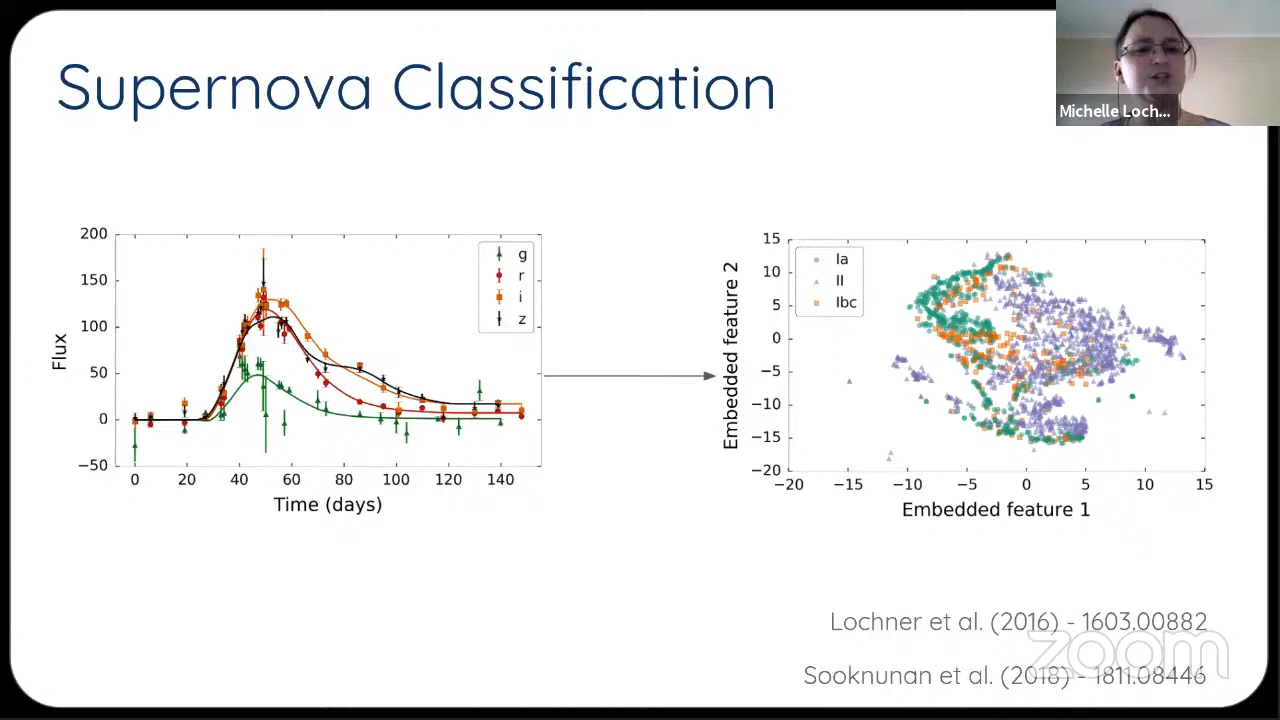 Supernova Classification
Michelle Loch...
200
150
100
50
0
−50
Flux
0 20 40 60 80 100 120 140
Time (days)
g
r
i
z
15
10
5
0
−5
−10
−15
−20
Embedded feature 2
−20 −15 −10 −5 0 5 10 15
Embedded feature 1
Ia
II
Ibc
Lochner et al. (2016) - 1603.00882
zoom
Sooknunan et al. (2018) - 1811.08446